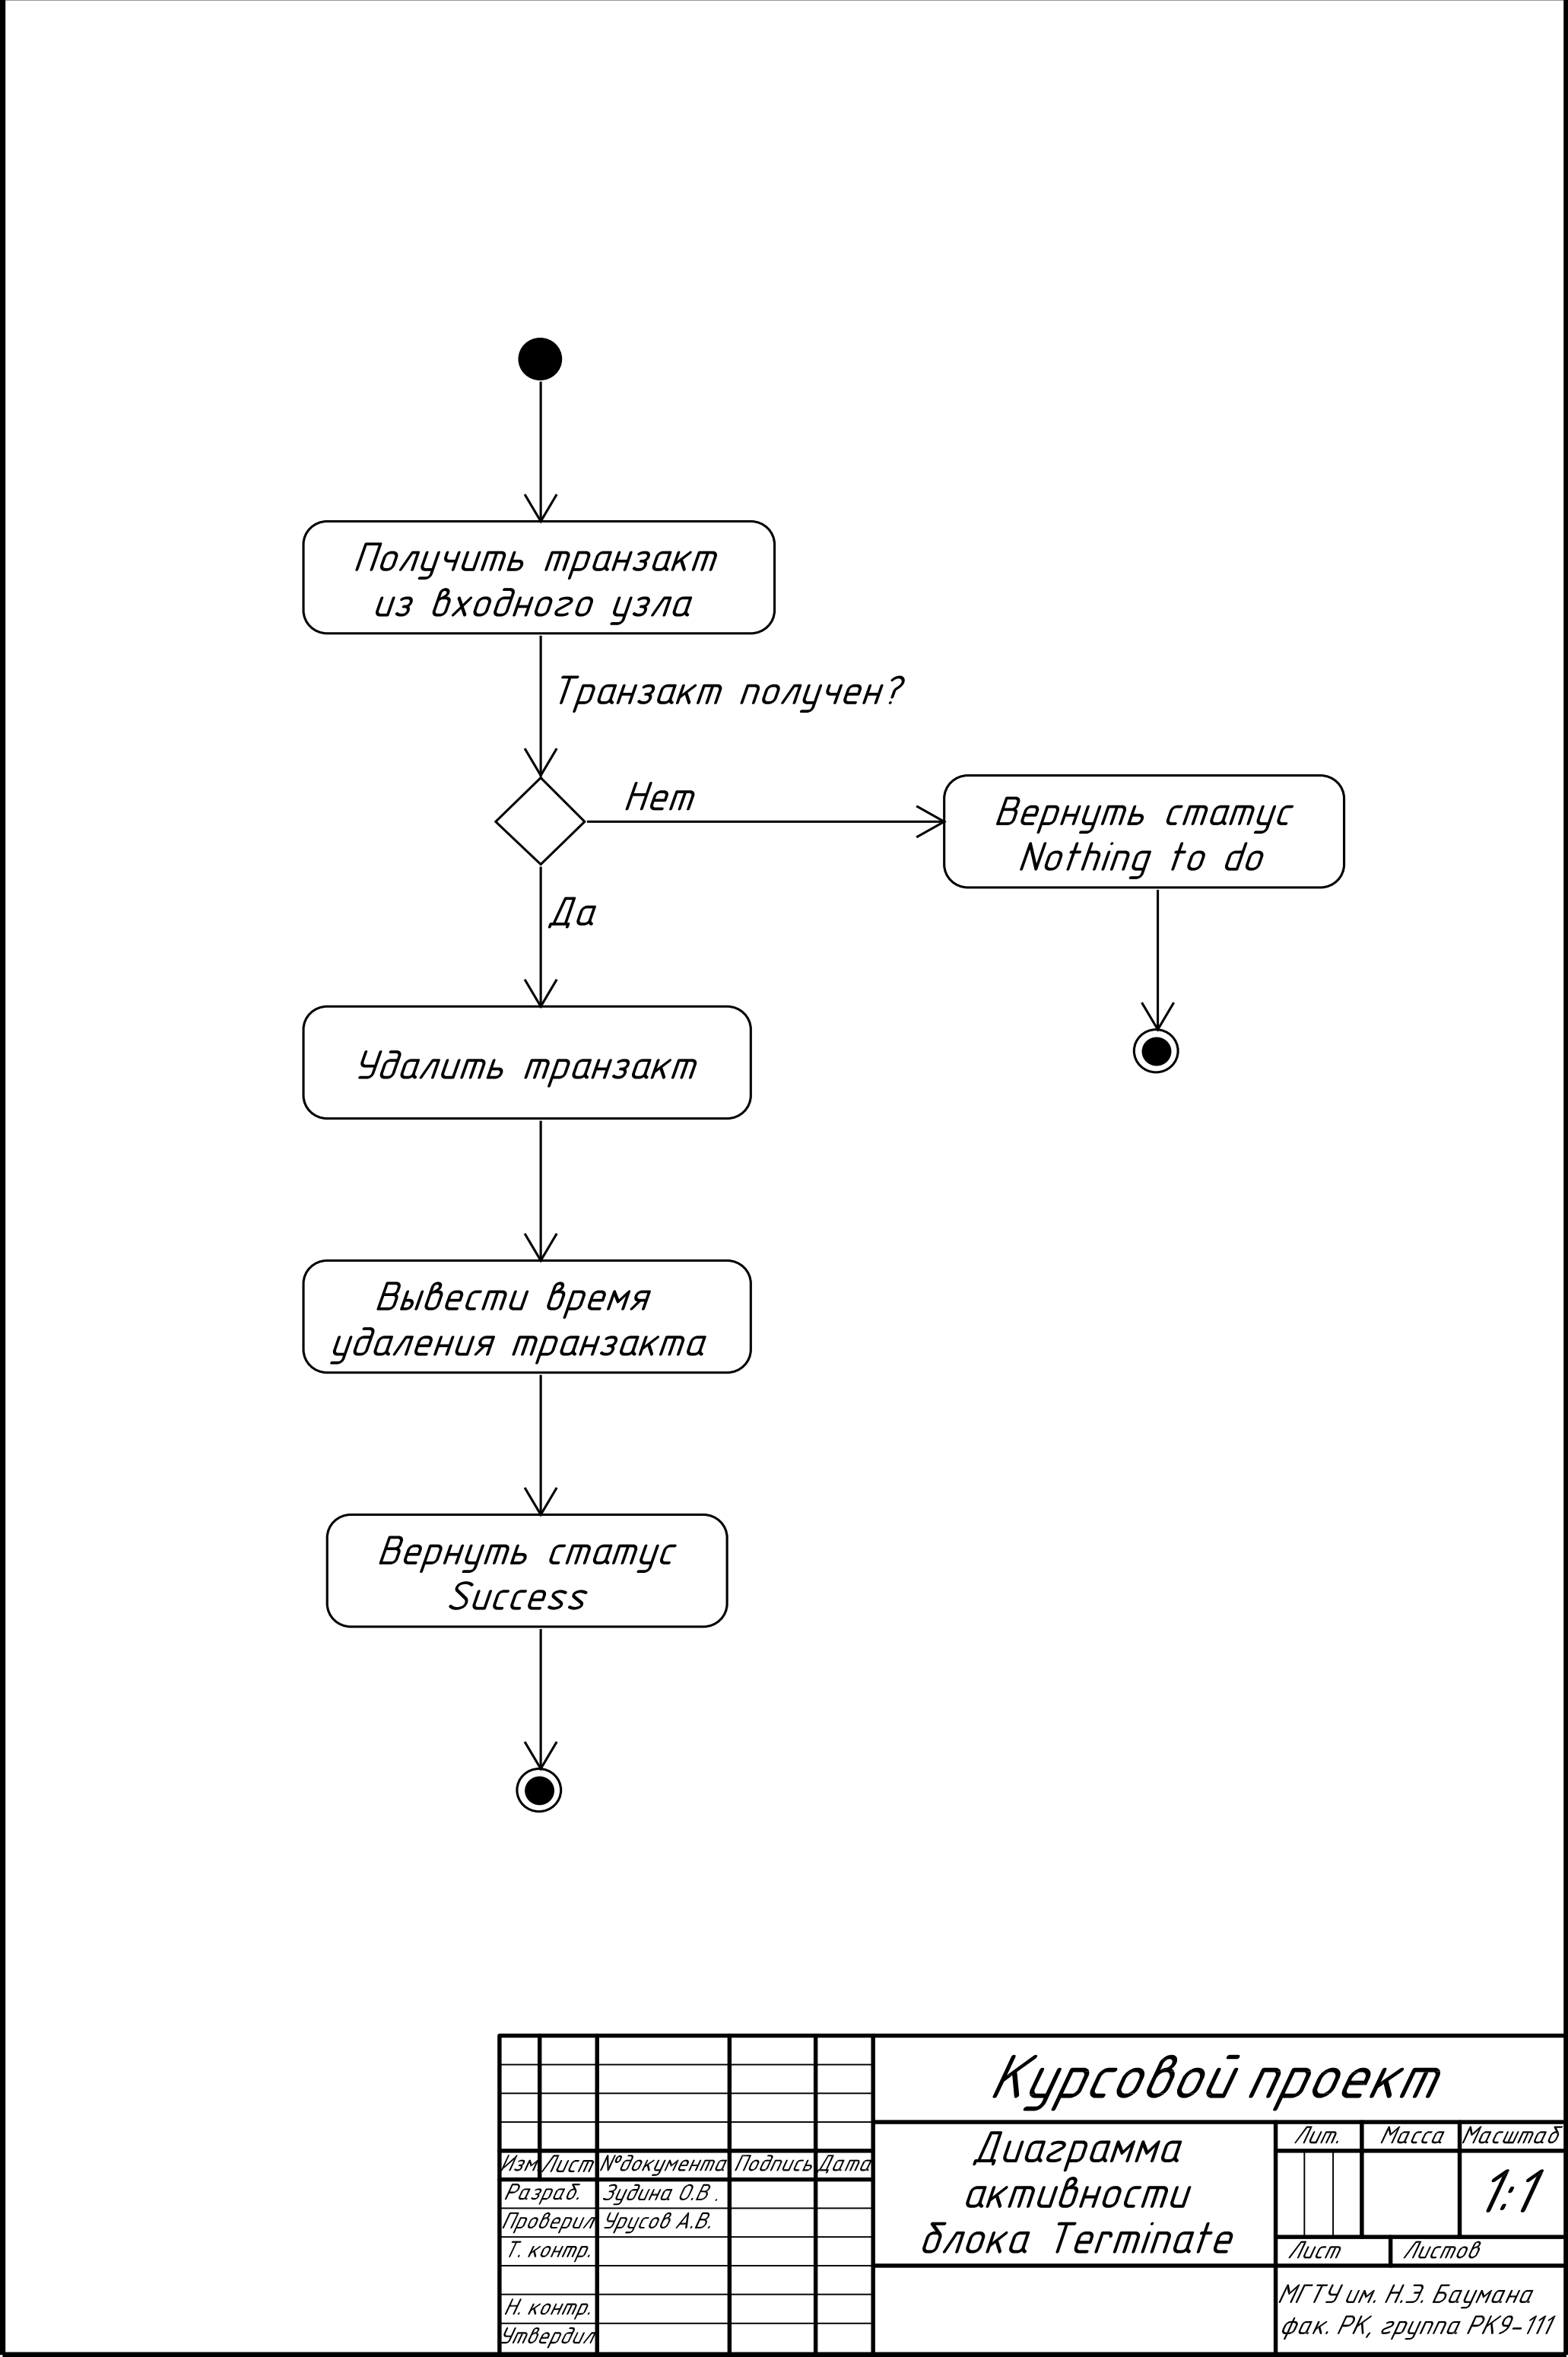 Получить транзакт
из входного узла
Транзакт получен?
Нет
Вернуть статус
Nothing to do
Да
Удалить транзакт
Вывести время
удаления транзакта
Вернуть статус
Success
Курсовой проект
Диаграмма
активности
блока Terminate
Лит. Масса Масштаб
1:1
Лист Листов
МГТУ им. Н.Э. Баумана
фак. РК, группа РК9-111
Изм Лист №документа Подпись Дата
Разраб. Зудина О.В .
Проверил Урусов А.В.
Т. контр.
Н. контр.
Утвердил